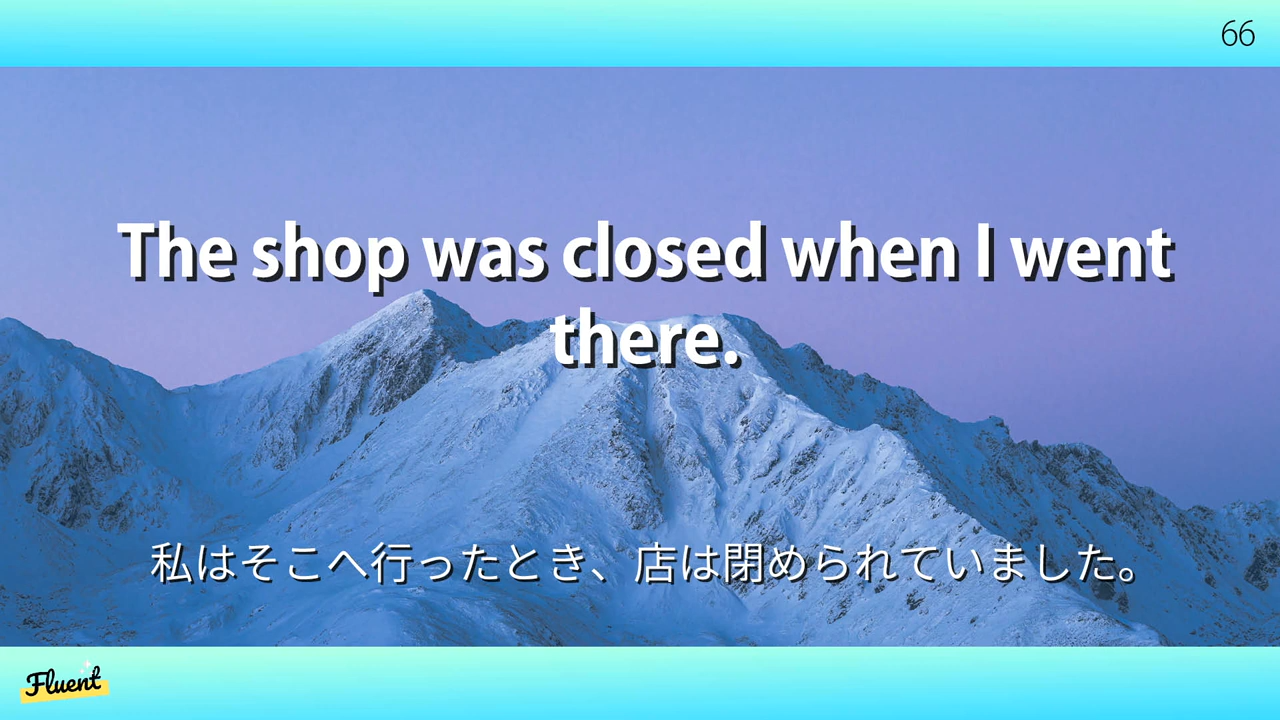 66
The shop was closed when I went
there.
私はそこへ行ったとき、店は閉められていました。
Fluent